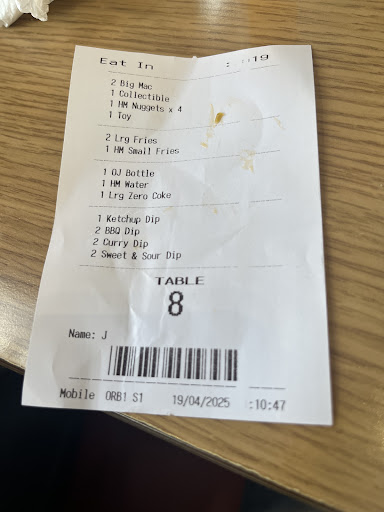 Eat In : 19
2 Big Mac
1 Collectible
1 HM Nuggets x 4
1 Toy
2 Lrg Fries
1 HM Small Fries
1 OJ Bottle
1 HM Water
1 Lrg Zero Coke
1 Ketchup Dip
2 BBQ Dip
2 Curry Dip
2 Sweet & Sour Dip
TABLE
8
Name: J
Mobile ORB1 S1 19/04/2025 :10:47